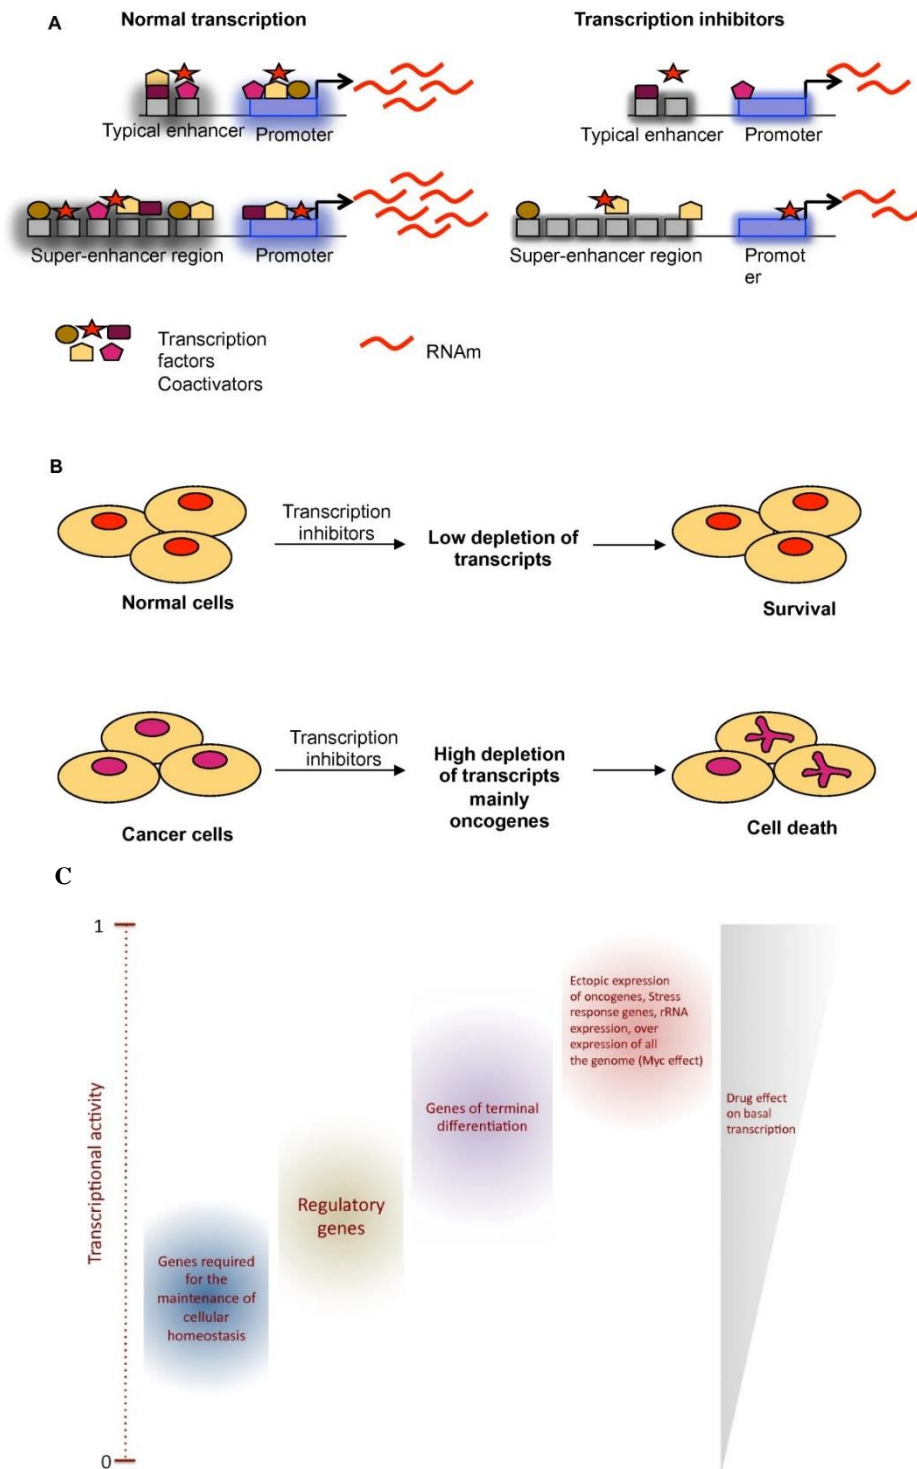 A
Normal transcription
Transcription inhibitors
Typical enhancer
Promoter
Typical enhancer
Promoter
Super-enhancer region
Promoter
Super-enhancer region
Promot
er
Transcription
factors
Coactivators
RNAm
B
Transcription
inhibitors
Low depletion of
transcripts
Normal cells
Survival
Transcription
inhibitors
High depletion
of transcripts
mainly
oncogenes
Cancer cells
Cell death
C
1
Transcriptional activity
0
Genes required
for the
maintenance of
cellular
homeostasis
Regulatory
genes
Genes of terminal
differentiation
Ectopic expression
of oncogenes, Stress
response genes, rRNA
expression, over
expression of all
the genome (Myc effect)
Drug effect
on basal
transcription